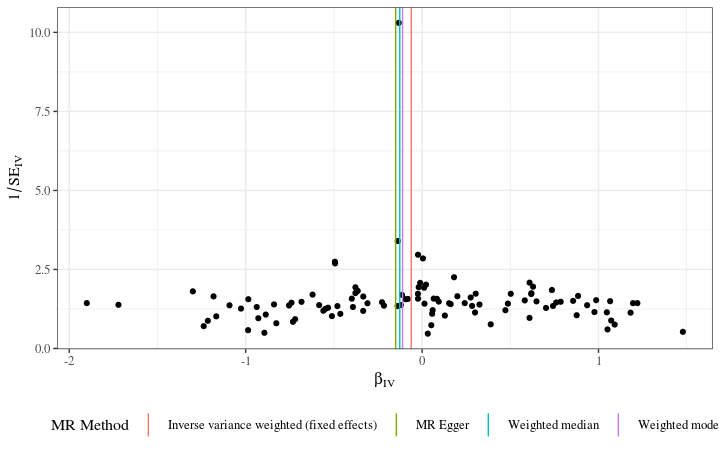 10.0
7.5
5.0
2.5
0.0
1/SE_IV
-2
-1
0
1
β_IV
MR Method
Inverse variance weighted (fixed effects)
MR Egger
Weighted median
Weighted mode